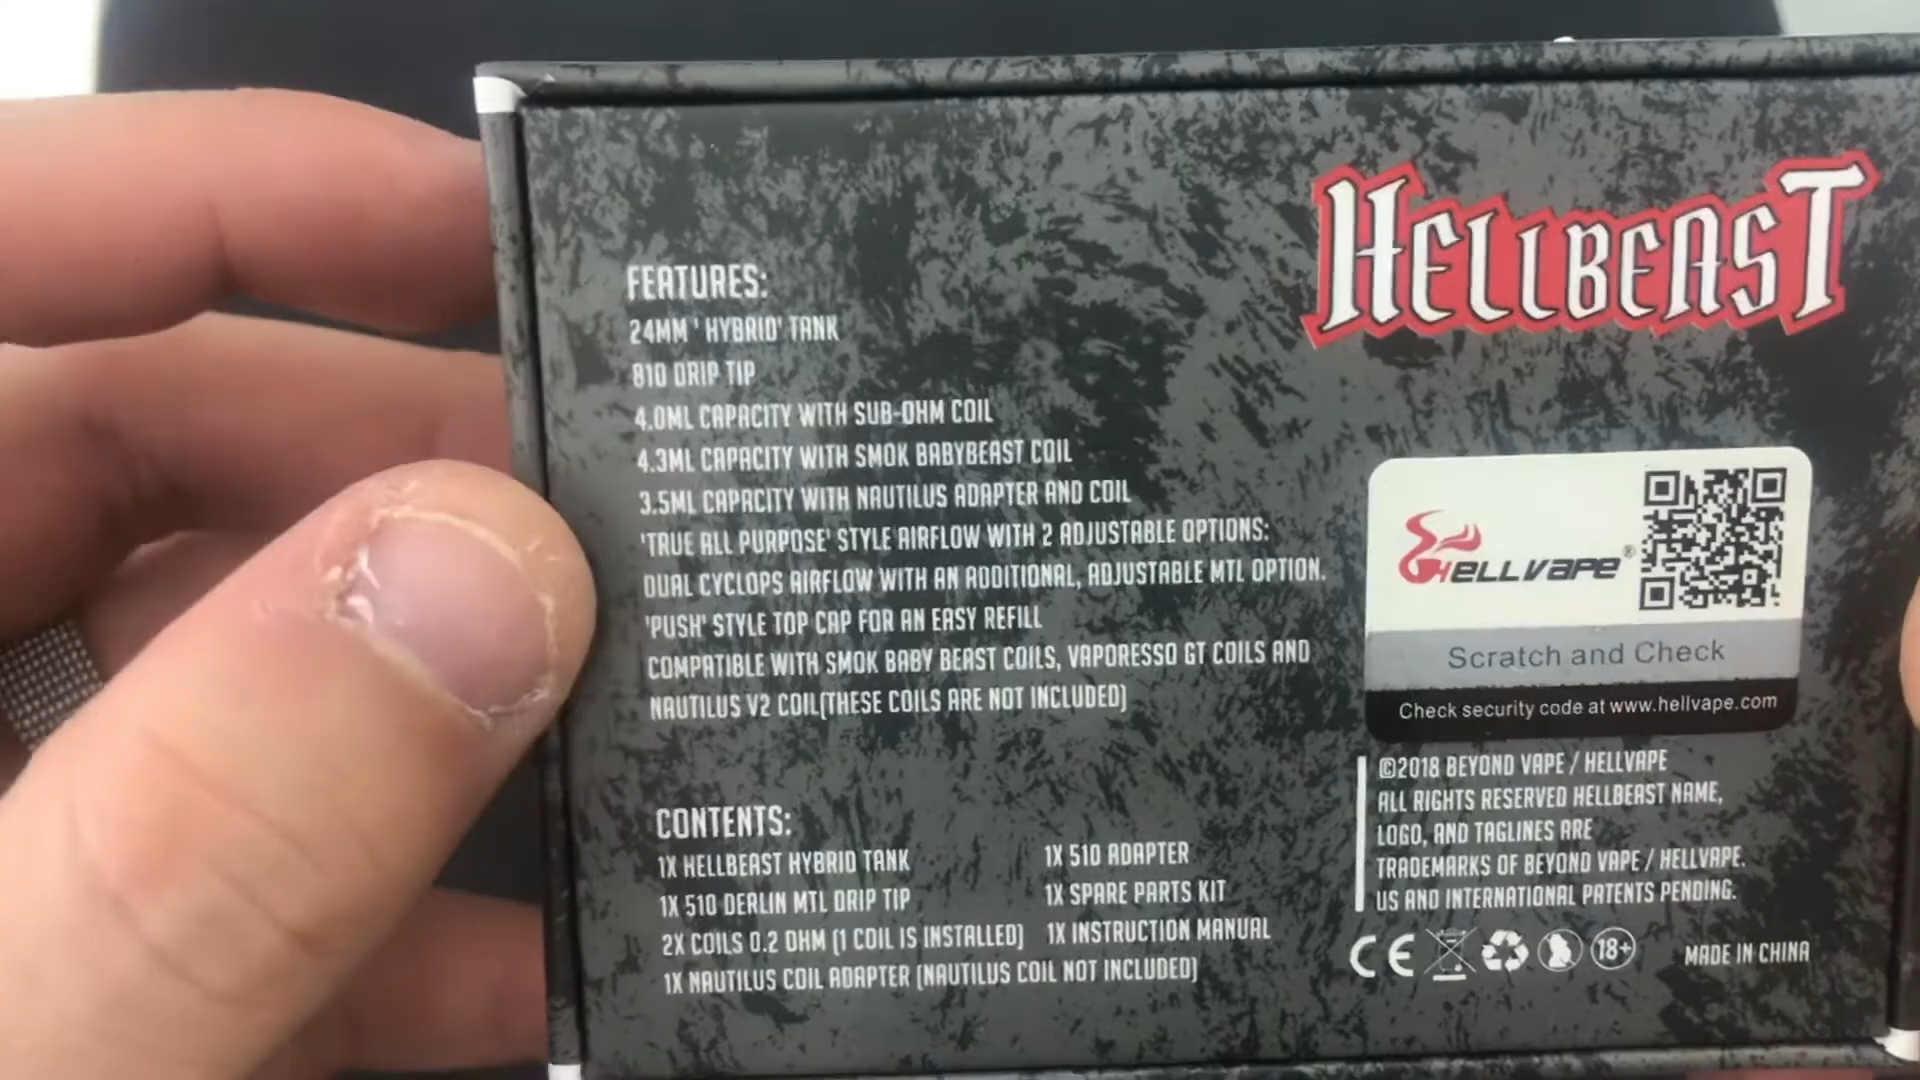 HELLBEAST
FEATURES:
24MM ' HYBRID' TANK
810 DRIP TIP
4.0ML CAPACITY WITH SUB-OHM COIL
4.3ML CAPACITY WITH SMOK BABYBEAST COIL
3.5ML CAPACITY WITH NAUTILUS ADAPTER AND COIL
'TRUE ALL PURPOSE' STYLE AIRFLOW WITH 2 ADJUSTABLE OPTIONS:
DUAL CYCLOPS AIRFLOW WITH AN ADDITIONAL, ADJUSTABLE MTL OPTION.
'PUSH' STYLE TOP CAP FOR AN EASY REFILL
COMPATIBLE WITH SMOK BABY BEAST COILS, VAPORESSO GT COILS AND
NAUTILUS V2 COIL(THESE COILS ARE NOT INCLUDED)
CONTENTS:
1X HELLBEAST HYBRID TANK
1X 510 DERLIN MTL DRIP TIP
2X COILS 0.2 OHM (1 COIL IS INSTALLED)
1X NAUTILUS COIL ADAPTER (NAUTILUS COIL NOT INCLUDED)
1X 510 ADAPTER
1X SPARE PARTS KIT
1X INSTRUCTION MANUAL
HELLVAPE®
Scratch and Check
Check security code at www.hellvape.com
©2018 BEYOND VAPE / HELLVAPE
ALL RIGHTS RESERVED HELLBEAST NAME,
LOGO, AND TAGLINES ARE
TRADEMARKS OF BEYOND VAPE / HELLVAPE.
US AND INTERNATIONAL PATENTS PENDING.
CE
18+
MADE IN CHINA